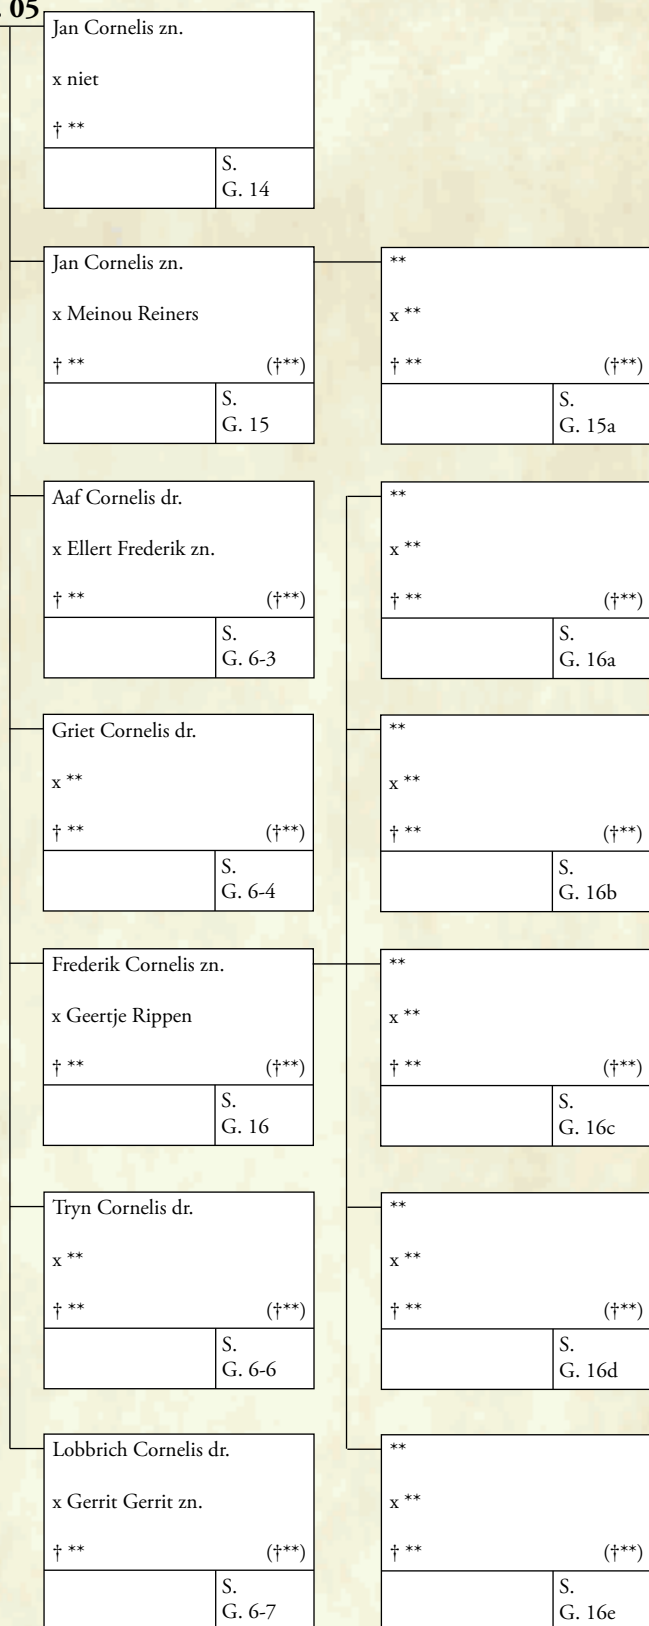 05
Jan Cornelis zn.
x niet
† **
S.
G. 14
Jan Cornelis zn.
x Meinou Reiners
† ** (†**)
S.
G. 15
**
x **
† ** (†**)
S.
G. 15a
Aaf Cornelis dr.
x Ellert Frederik zn.
† ** (†**)
S.
G. 6-3
**
x **
† ** (†**)
S.
G. 16a
Griet Cornelis dr.
x **
† ** (†**)
S.
G. 6-4
**
x **
† ** (†**)
S.
G. 16b
Frederik Cornelis zn.
x Geertje Rippen
† ** (†**)
S.
G. 16
**
x **
† ** (†**)
S.
G. 16c
Tryn Cornelis dr.
x **
† ** (†**)
S.
G. 6-6
**
x **
† ** (†**)
S.
G. 16d
Lobbrich Cornelis dr.
x Gerrit Gerrit zn.
† ** (†**)
S.
G. 6-7
**
x **
† ** (†**)
S.
G. 16e